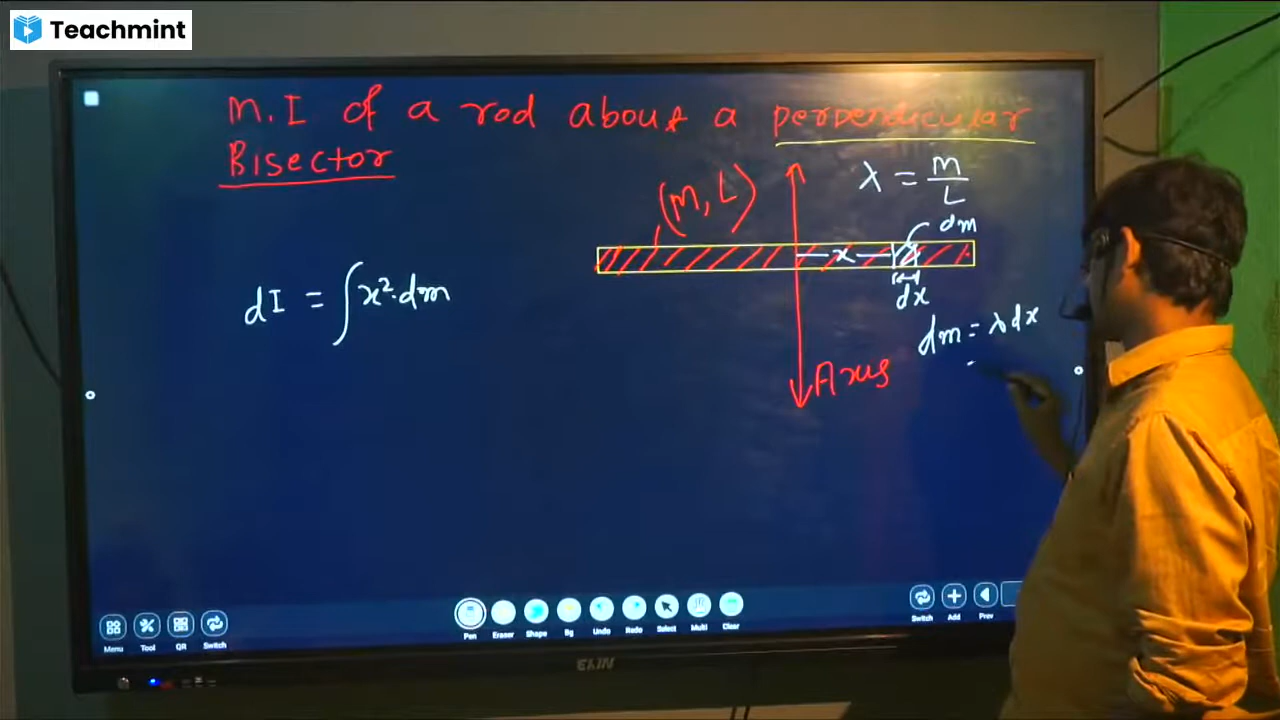 Teachmint
M.I of a rod about a perpendicular
Bisector
(M, L)
λ = M/L
dm
x
dx
dI = ∫x².dm
dm = λdx
=
Axis
Menu
Tool
QR
Switch
Pen
Eraser
Shape
Bg
Undo
Redo
Select
Multi
Clear
Switch
Add
Prev